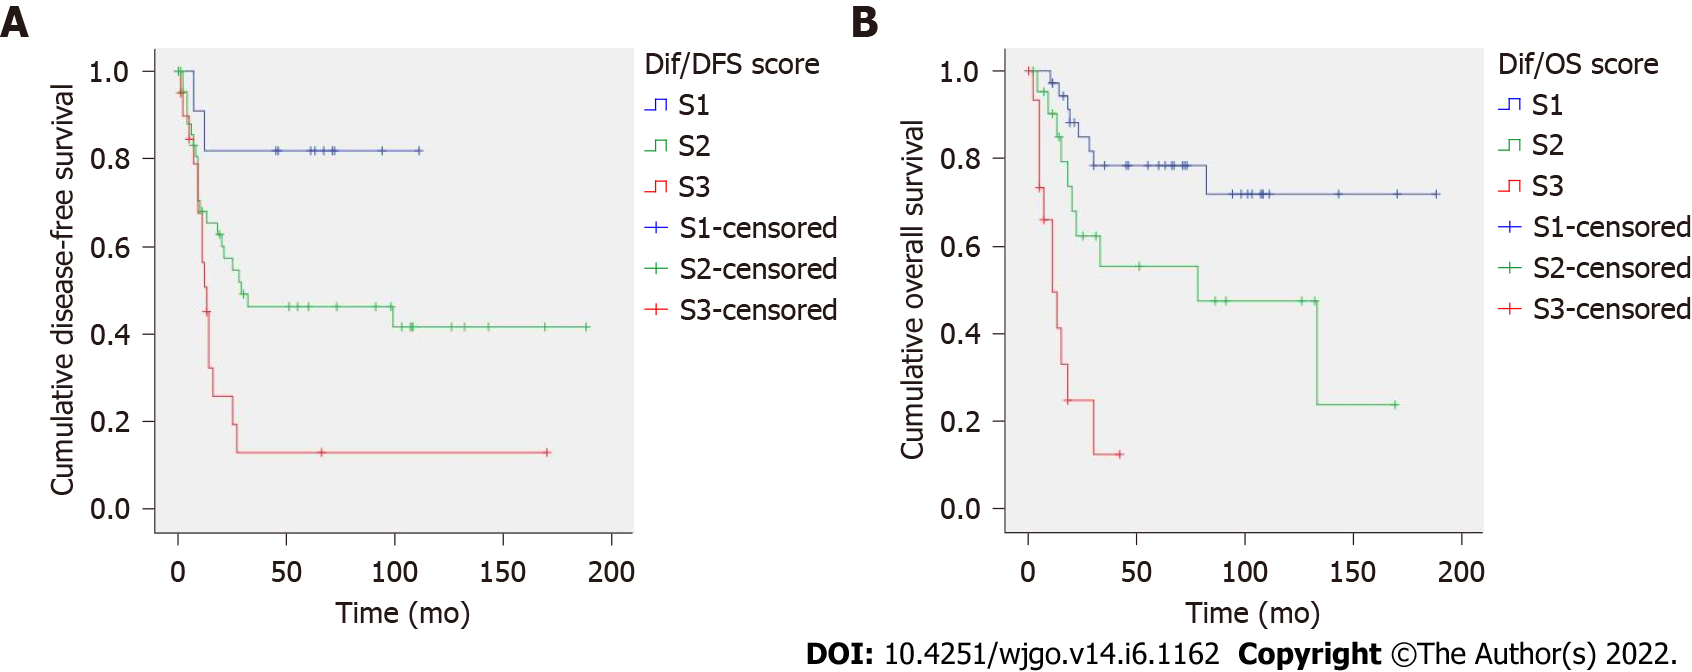 A
Cumulative disease-free survival
1.0
0.8
0.6
0.4
0.2
0.0
0 50 100 150 200
Time (mo)
Dif/DFS score
S1
S2
S3
S1-censored
S2-censored
S3-censored
B
Cumulative overall survival
1.0
0.8
0.6
0.4
0.2
0.0
0 50 100 150 200
Time (mo)
Dif/OS score
S1
S2
S3
S1-censored
S2-censored
S3-censored
DOI: 10.4251/wjgo.v14.i6.1162 Copyright ©The Author(s) 2022.